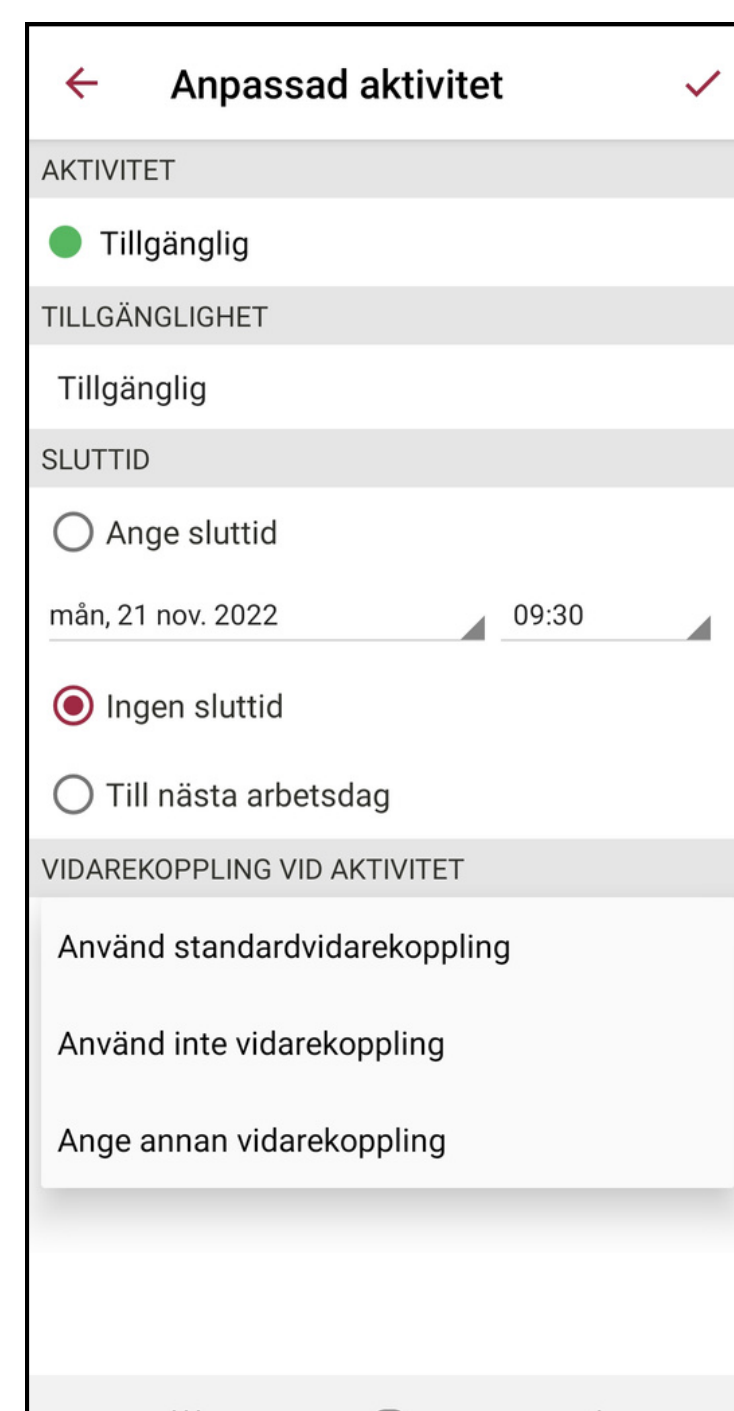 Anpassad aktivitet
AKTIVITET
Tillgänglig
TILLGÄNGLIGHET
Tillgänglig
SLUTTID
Ange sluttid
mån, 21 nov. 2022 09:30
Ingen sluttid
Till nästa arbetsdag
VIDAREKOPPLING VID AKTIVITET
Använd standardvidarekoppling
Använd inte vidarekoppling
Ange annan vidarekoppling